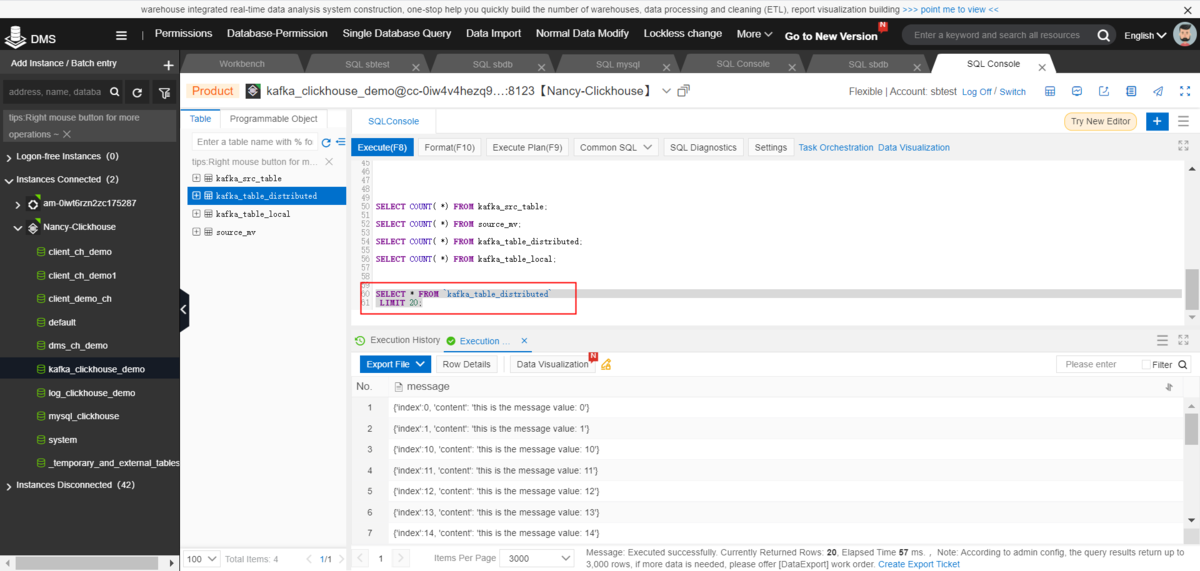 warehouse integrated real-time data analysis system construction, one-stop help you quickly build the number of warehouses, data processing and cleaning (ETL), report visualization building >>> point me to view <<
DMS
Permissions Database-Permission Single Database Query Data Import Normal Data Modify Lockless change More Go to New Version N Enter a keyword and search all resources English
Add Instance / Batch entry
Workbench SQL sbtest SQL sbdb SQL mysql SQL Console SQL sbdb SQL Console
address, name, databa
tips:Right mouse button for more
operations ~
Logon-free Instances (0)
Instances Connected (2)
am-0iwt6rzn2zc175287
Nancy-Clickhouse
client_ch_demo
client_ch_demo1
client_demo_ch
default
dms_ch_demo
kafka_clickhouse_demo
log_clickhouse_demo
mysql_clickhouse
system
_temporary_and_external_tables
Instances Disconnected (42)
Product kafka_clickhouse_demo@cc-0iw4v4hezq9...:8123【Nancy-Clickhouse】 Flexible | Account: sbtest Log Off / Switch
Table Programmable Object
Enter a table name with % fo
tips:Right mouse button for m...
kafka_src_table
kafka_table_distributed
kafka_table_local
source_mv
100 Total Items: 4 1/1
SQLConsole Try New Editor
Execute(F8) Format(F10) Execute Plan(F9) Common SQL SQL Diagnostics Settings Task Orchestration Data Visualization
45
46
47
48
49
50 SELECT COUNT( *) FROM kafka_src_table;
51
52 SELECT COUNT( *) FROM source_mv;
53
54 SELECT COUNT( *) FROM kafka_table_distributed;
55
56 SELECT COUNT( *) FROM kafka_table_local;
57
58
59
60 SELECT * FROM `kafka_table_distributed`
61 LIMIT 20;
Execution History Execution ...
Export File Row Details Data Visualization N Please enter Filter
No. message
1 {'index':0, 'content': 'this is the message value: 0'}
2 {'index':1, 'content': 'this is the message value: 1'}
3 {'index':10, 'content': 'this is the message value: 10'}
4 {'index':11, 'content': 'this is the message value: 11'}
5 {'index':12, 'content': 'this is the message value: 12'}
6 {'index':13, 'content': 'this is the message value: 13'}
7 {'index':14, 'content': 'this is the message value: 14'}
1 Items Per Page 3000 Message: Executed successfully. Currently Returned Rows: 20, Elapsed Time 57 ms. , Note: According to admin config, the query results return up to
3,000 rows, if more data is needed, please offer [DataExport] work order. Create Export Ticket